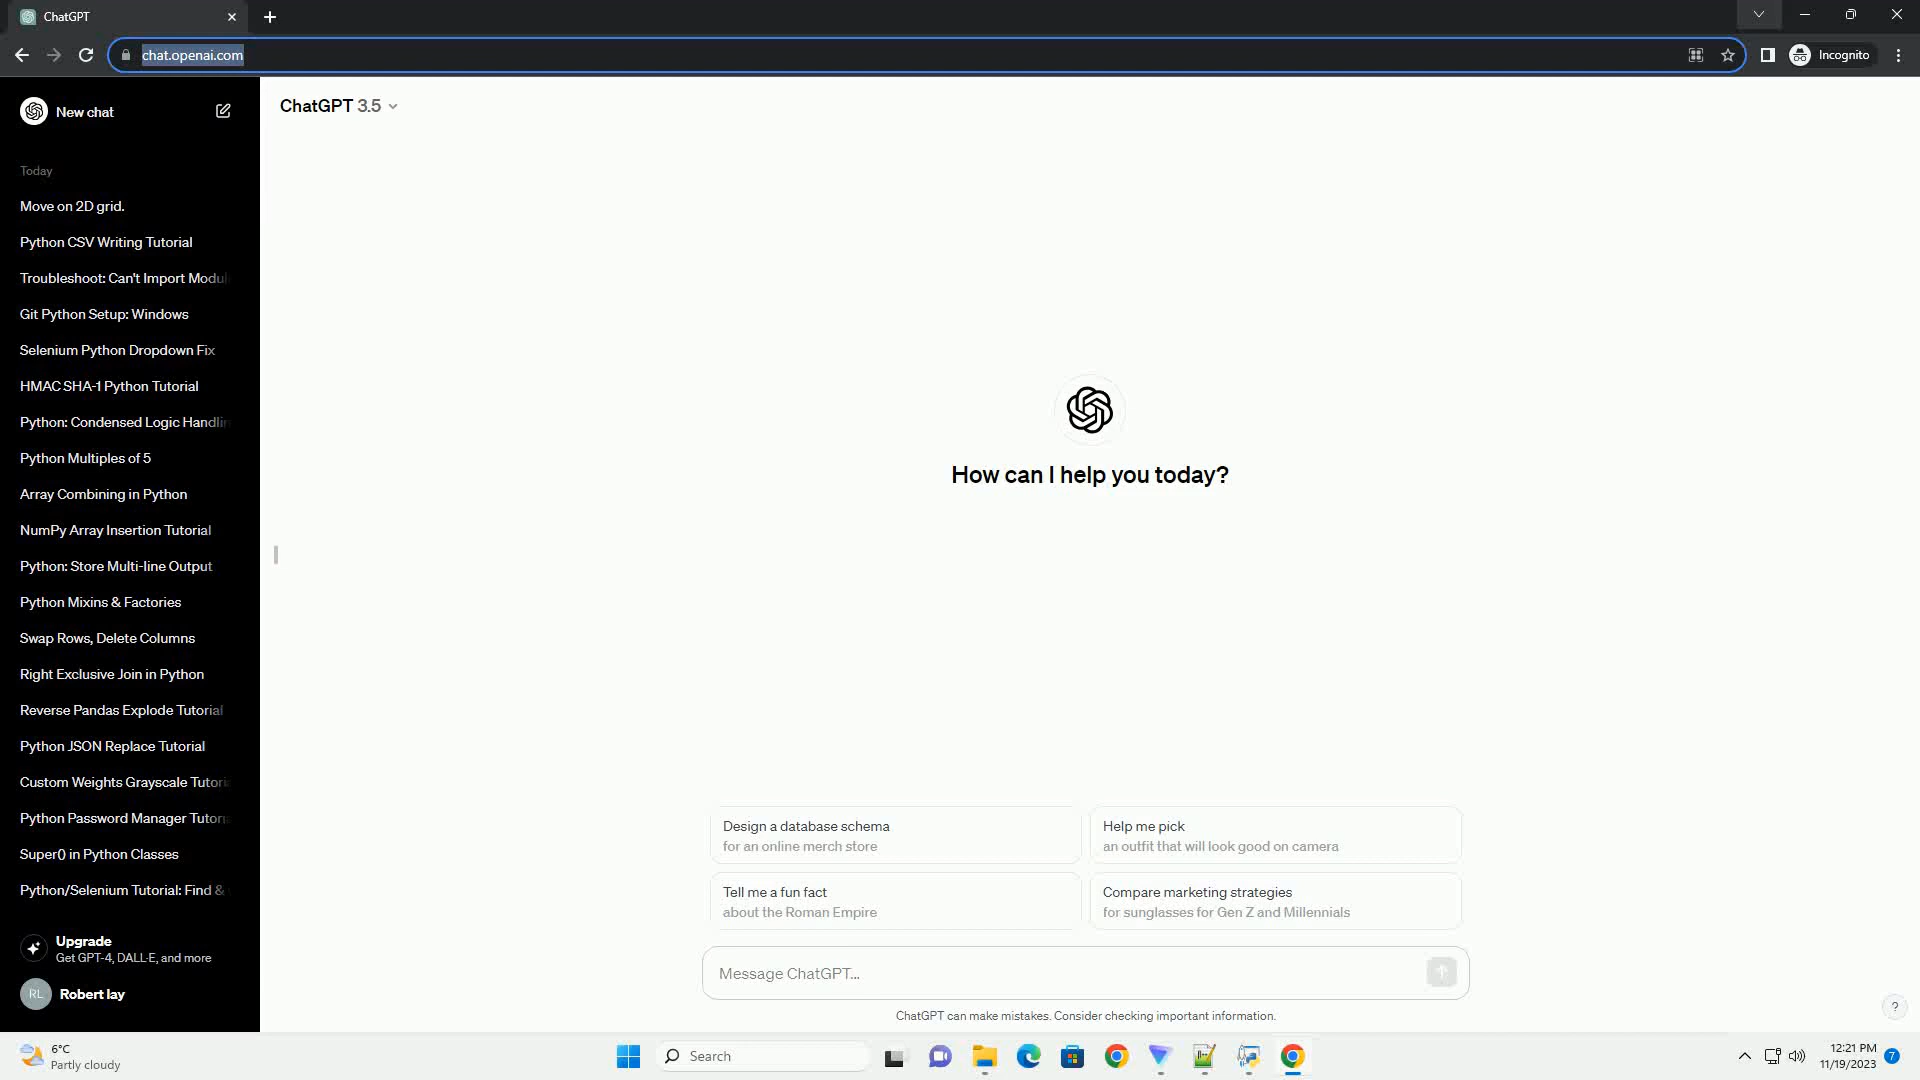 ChatGPT
chat.openai.com
Incognito
New chat
ChatGPT 3.5
Today
Move on 2D grid.
Python CSV Writing Tutorial
Troubleshoot: Can't Import Modul
Git Python Setup: Windows
Selenium Python Dropdown Fix
HMAC SHA-1 Python Tutorial
Python: Condensed Logic Handlin
Python Multiples of 5
Array Combining in Python
NumPy Array Insertion Tutorial
Python: Store Multi-line Output
Python Mixins & Factories
Swap Rows, Delete Columns
Right Exclusive Join in Python
Reverse Pandas Explode Tutorial
Python JSON Replace Tutorial
Custom Weights Grayscale Tutoria
Python Password Manager Tutoria
Super() in Python Classes
Python/Selenium Tutorial: Find &
Upgrade
Get GPT-4, DALL·E, and more
RL
Robert lay
How can I help you today?
Design a database schema
for an online merch store
Help me pick
an outfit that will look good on camera
Tell me a fun fact
about the Roman Empire
Compare marketing strategies
for sunglasses for Gen Z and Millennials
Message ChatGPT...
ChatGPT can make mistakes. Consider checking important information.
?
6°C
Partly cloudy
Search
12:21 PM
11/19/2023
7